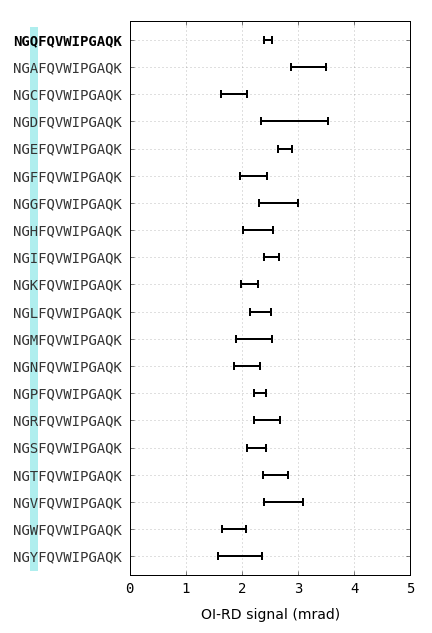 NGQFQVWIPGAQK
NGAFQVWIPGAQK
NGCFQVWIPGAQK
NGDFQVWIPGAQK
NGEFQVWIPGAQK
NGFFQVWIPGAQK
NGGFQVWIPGAQK
NGHFQVWIPGAQK
NGIFQVWIPGAQK
NGKFQVWIPGAQK
NGLFQVWIPGAQK
NGMFQVWIPGAQK
NGNFQVWIPGAQK
NGPFQVWIPGAQK
NGRFQVWIPGAQK
NGSFQVWIPGAQK
NGTFQVWIPGAQK
NGVFQVWIPGAQK
NGWFQVWIPGAQK
NGYFQVWIPGAQK
0 1 2 3 4 5
OI-RD signal (mrad)